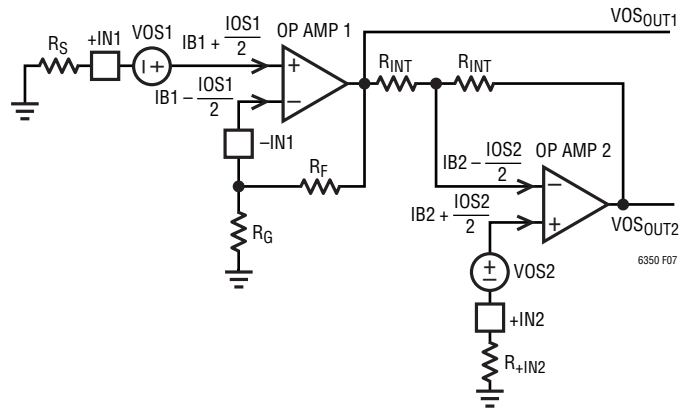 VOS_OUT1
R_S
+IN1
VOS1
IB1 + IOS1/2
OP AMP 1
R_INT
R_INT
+
IB1 – IOS1/2
–
–IN1
R_F
R_G
IB2 – IOS2/2
OP AMP 2
–
IB2 + IOS2/2
+
VOS_OUT2
6350 F07
+
–
VOS2
+IN2
R_+IN2